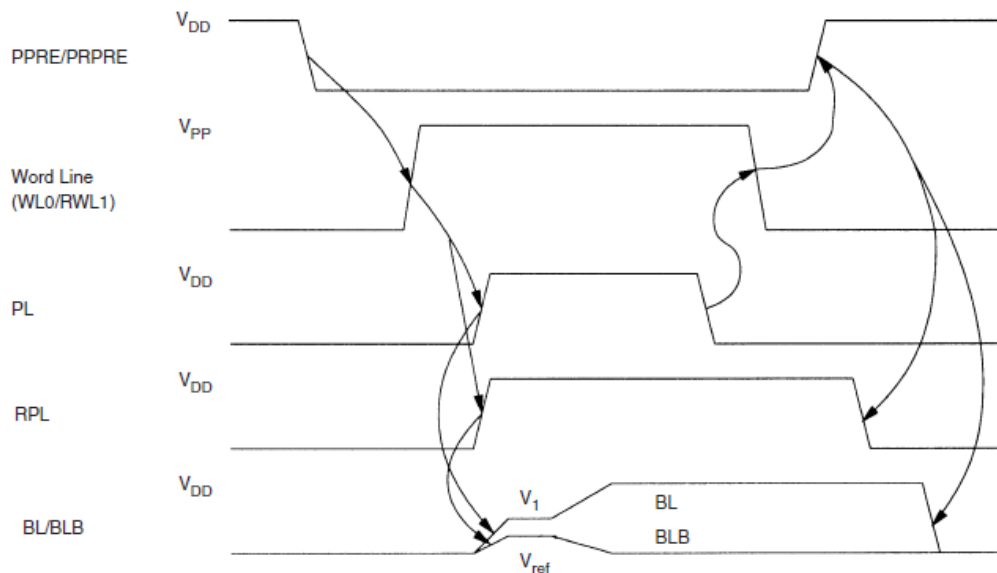 V_DD
PPRE/PRPRE
V_PP
Word Line
(WL0/RWL1)
V_DD
PL
V_DD
RPL
V_DD
V_1
BL
BL/BLB
BLB
V_ref